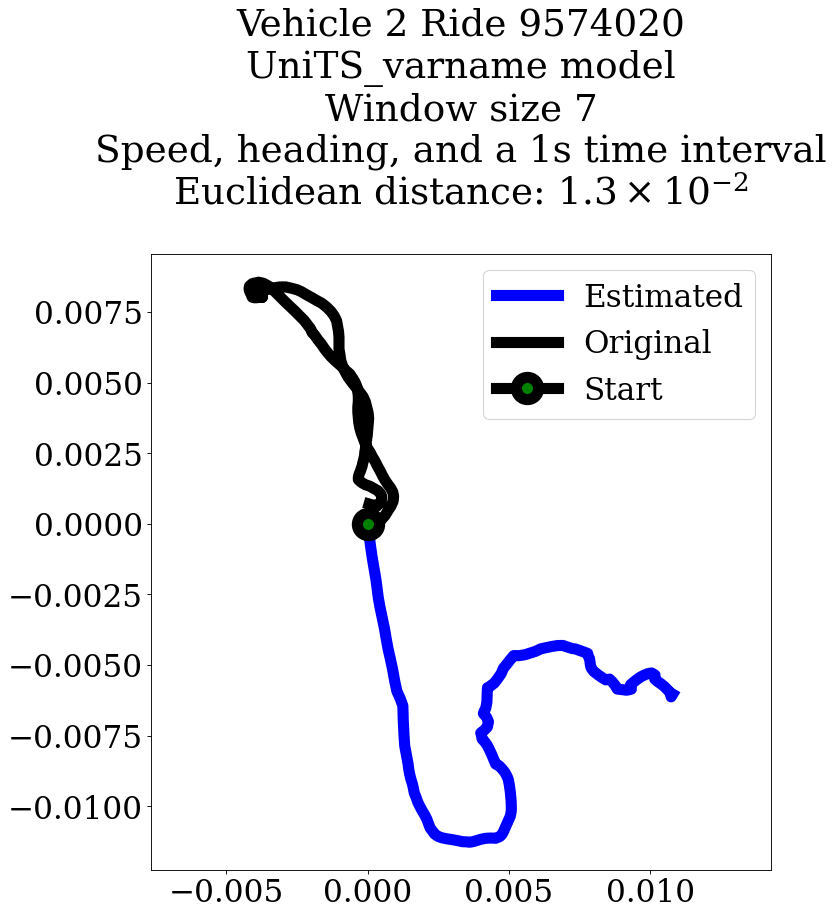 Vehicle 2 Ride 9574020
UniTS_varname model
Window size 7
Speed, heading, and a 1s time interval
Euclidean distance: 1.3 × 10⁻²
Estimated
Original
Start
0.0075
0.0050
0.0025
0.0000
−0.0025
−0.0050
−0.0075
−0.0100
−0.005 0.000 0.005 0.010